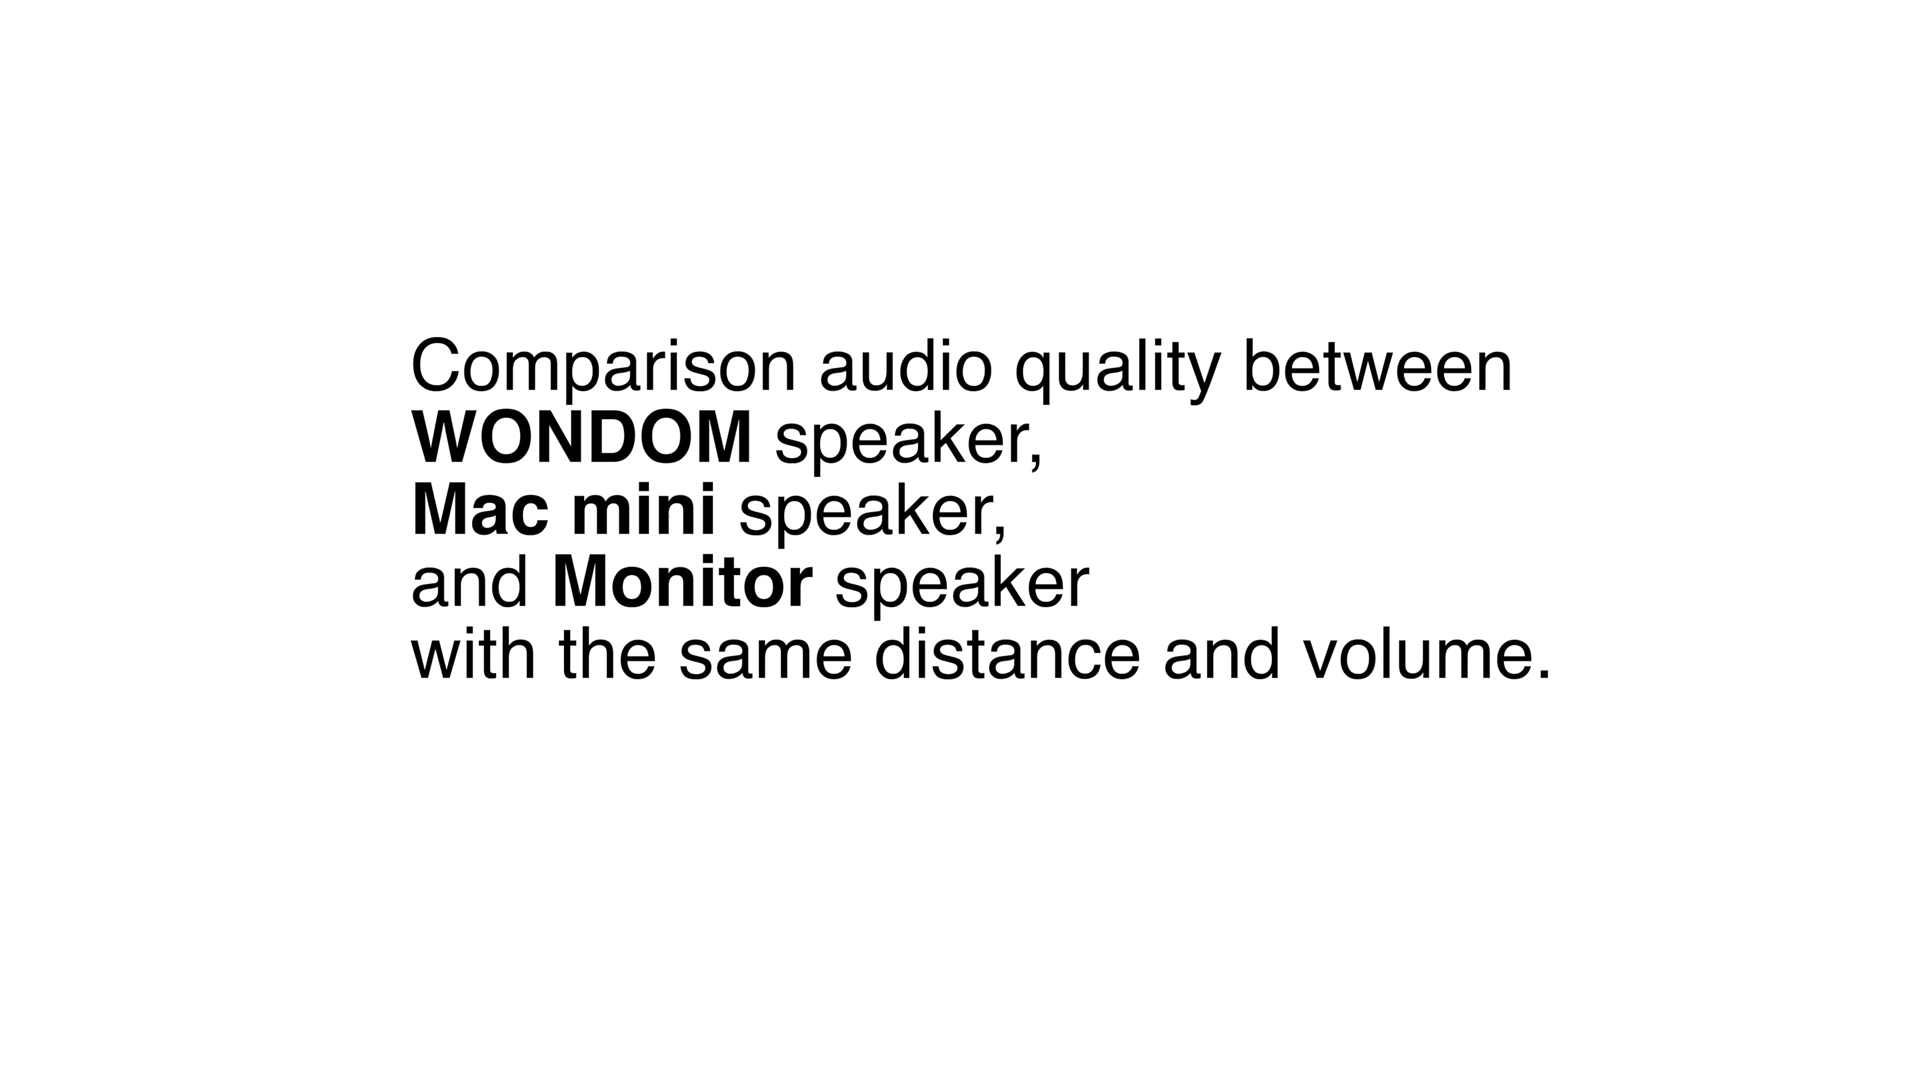 Comparison audio quality between
WONDOM speaker,
Mac mini speaker,
and Monitor speaker
with the same distance and volume.